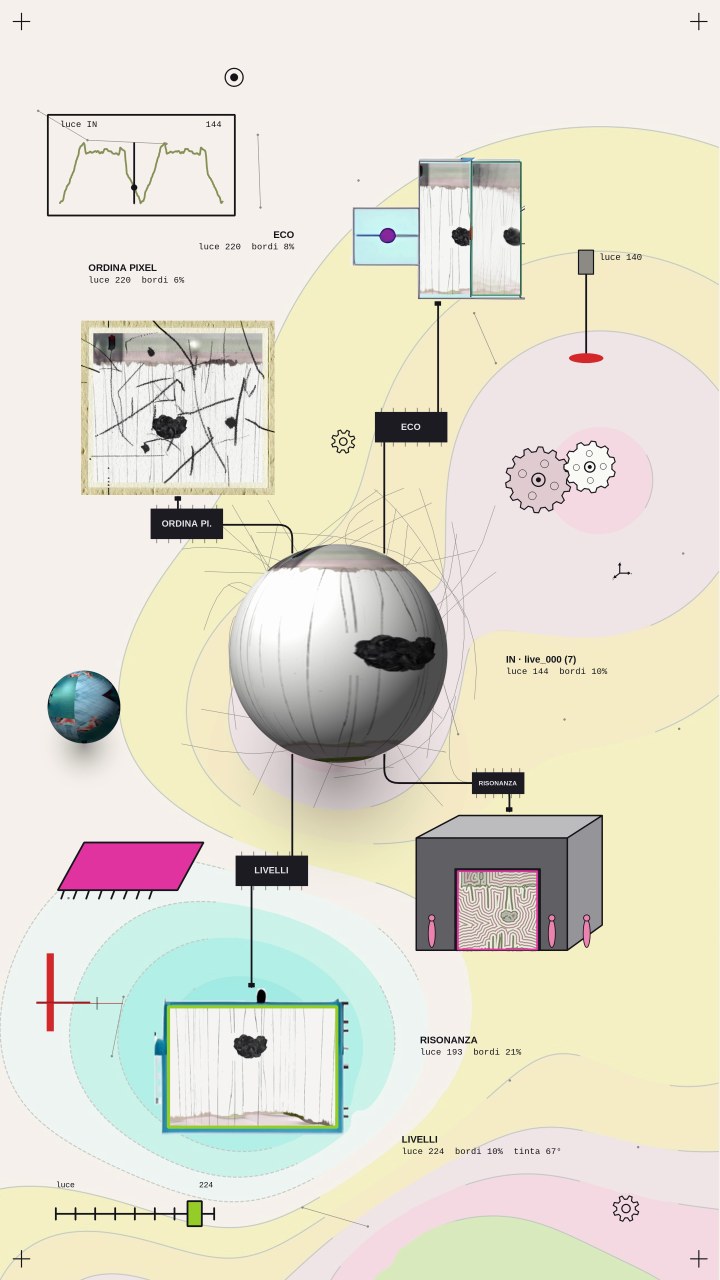 luce IN 144
ECO
luce 220 bordi 8%
ORDINA PIXEL
luce 220 bordi 6%
luce 140
ECO
ORDINA PI.
IN · live_000 (7)
luce 144 bordi 10%
RISONANZA
LIVELLI
RISONANZA
luce 193 bordi 21%
LIVELLI
luce 224 bordi 10% tinta 67°
luce 224